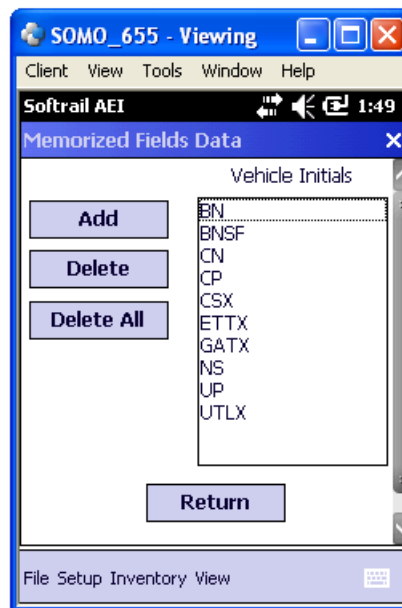 SOMO_655 - Viewing
Client View Tools Window Help
Softrail AEI 1:49
Memorized Fields Data
Vehicle Initials
Add
Delete
Delete All
BN
BNSF
CN
CP
CSX
ETTX
GATX
NS
UP
UTLX
Return
File Setup Inventory View